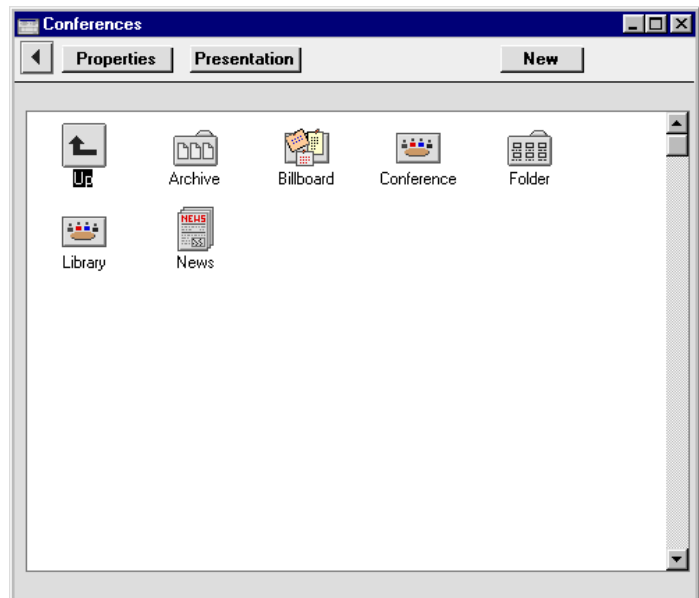 Conferences
Properties Presentation New
Up Archive Billboard Conference Folder
NEWS
Library News